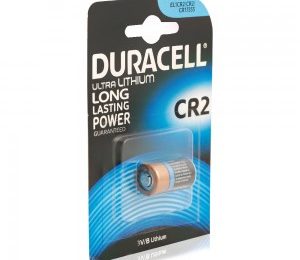 DURACELL
ULTRA LITHIUM
LONG
LASTING
POWER
GUARANTEED
CR2
3V/B Lithium